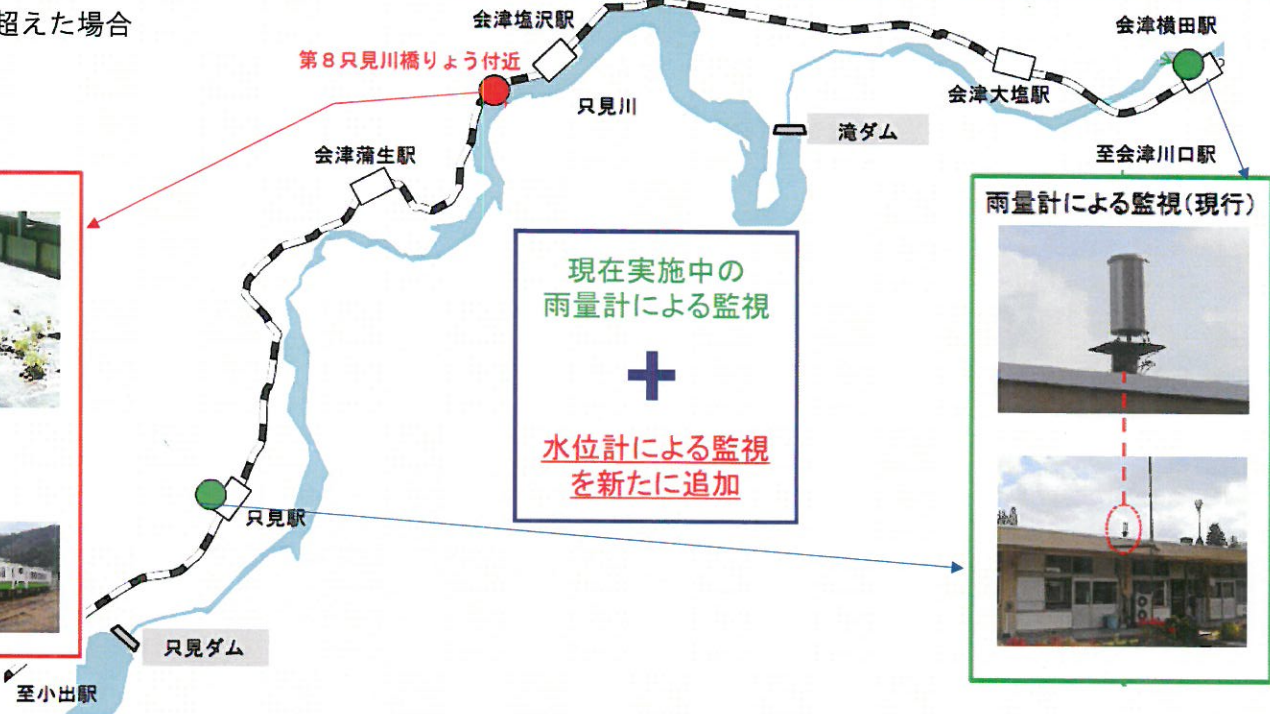 超えた場合
会津塩沢駅
会津横田駅
第8只見川橋りょう付近
只見川
会津大塩駅
滝ダム
会津蒲生駅
至会津川口駅
雨量計による監視(現行)
現在実施中の
雨量計による監視
+
水位計による監視
を新たに追加
只見駅
只見ダム
至小出駅